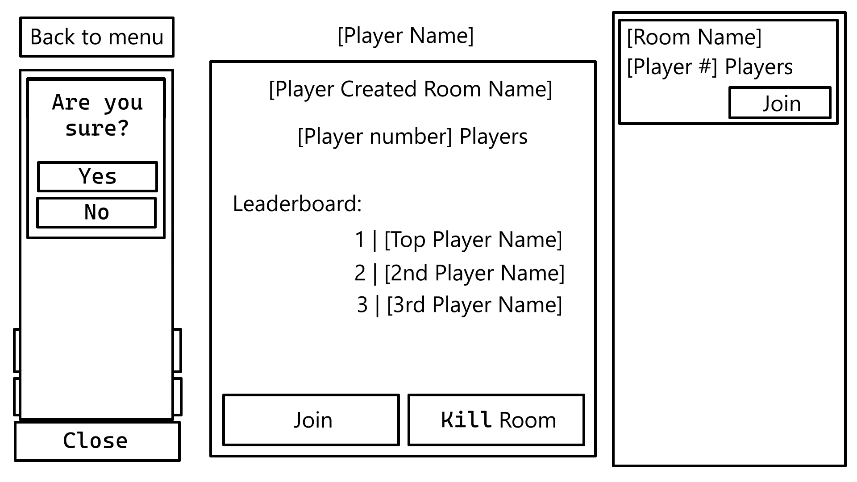 Back to menu
Are you
sure?
Yes
No
Close
[Player Name]
[Player Created Room Name]
[Player number] Players
Leaderboard:
1 | [Top Player Name]
2 | [2nd Player Name]
3 | [3rd Player Name]
Join
Kill Room
[Room Name]
[Player #] Players
Join